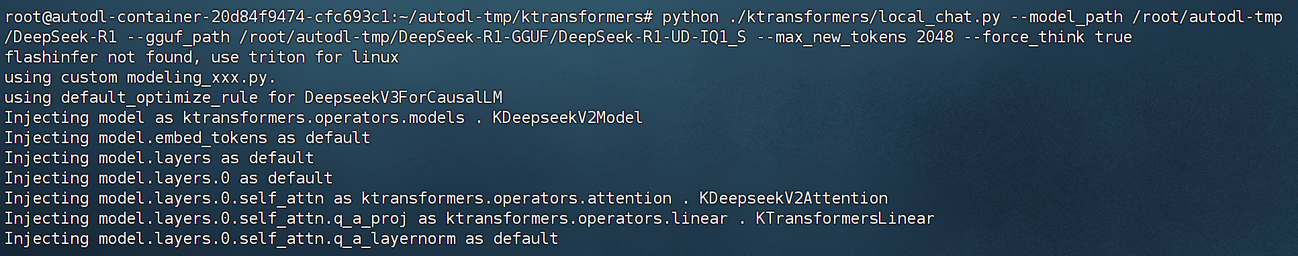 root@autodl-container-20d84f9474-cfc693c1:~/autodl-tmp/ktransformers# python ./ktransformers/local_chat.py --model_path /root/autodl-tmp
/DeepSeek-R1 --gguf_path /root/autodl-tmp/DeepSeek-R1-GGUF/DeepSeek-R1-UD-IQ1_S --max_new_tokens 2048 --force_think true
flashinfer not found, use triton for linux
using custom modeling_xxx.py.
using default_optimize_rule for DeepseekV3ForCausalLM
Injecting model as ktransformers.operators.models . KDeepseekV2Model
Injecting model.embed_tokens as default
Injecting model.layers as default
Injecting model.layers.0 as default
Injecting model.layers.0.self_attn as ktransformers.operators.attention . KDeepseekV2Attention
Injecting model.layers.0.self_attn.q_a_proj as ktransformers.operators.linear . KTransformersLinear
Injecting model.layers.0.self_attn.q_a_layernorm as default